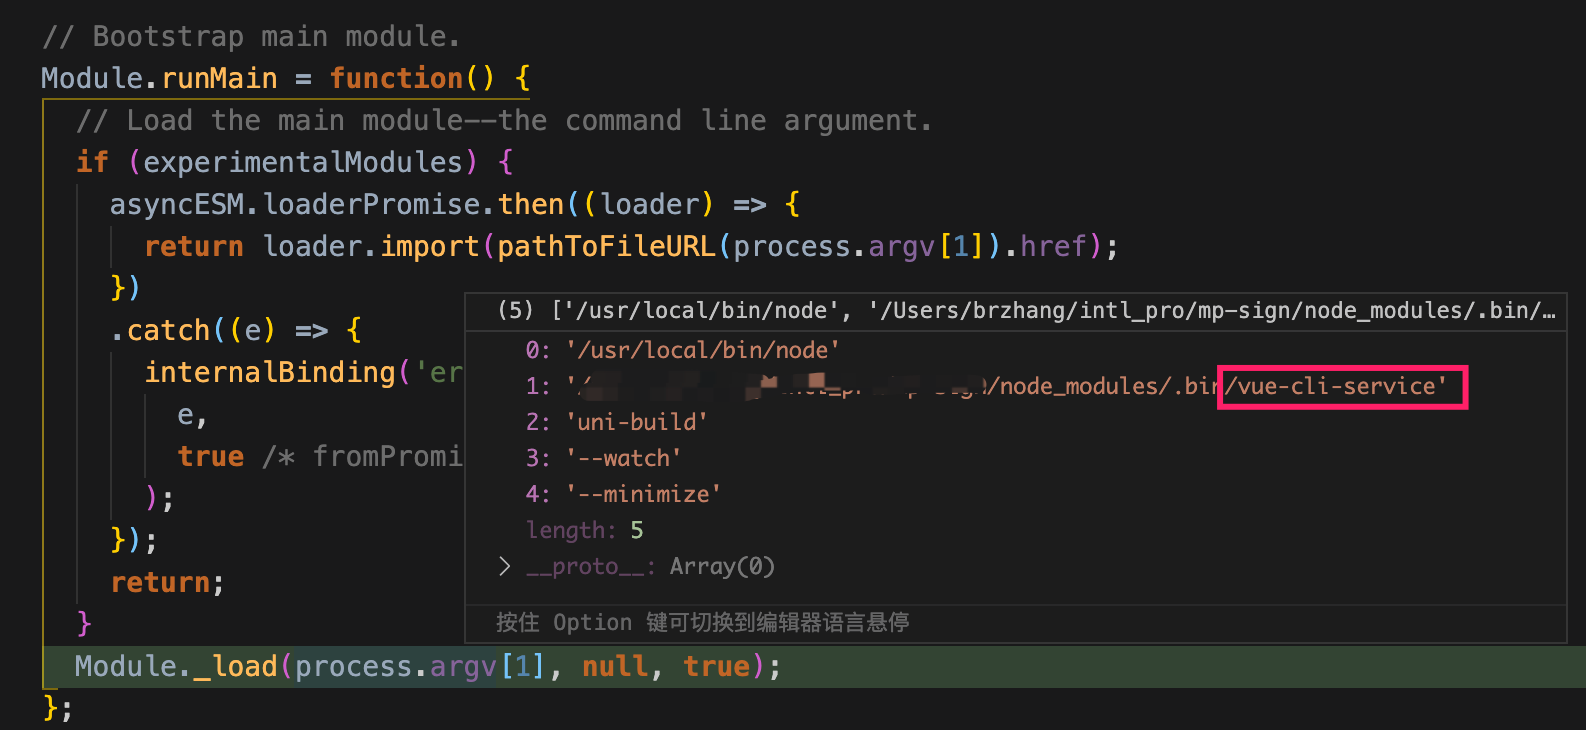 // Bootstrap main module.
Module.runMain = function() {
// Load the main module--the command line argument.
if (experimentalModules) {
asyncESM.loaderPromise.then((loader) => {
return loader.import(pathToFileURL(process.argv[1]).href);
})
.catch((e) => {
internalBinding('er
e,
true /* fromPromi
);
});
return;
}
Module._load(process.argv[1], null, true);
};
(5) ['/usr/local/bin/node', '/Users/brzhang/intl_pro/mp-sign/node_modules/.bin/…
0: '/usr/local/bin/node'
1: '/node_modules/.bin/vue-cli-service'
2: 'uni-build'
3: '--watch'
4: '--minimize'
length: 5
__proto__: Array(0)
按住 Option 键可切换到编辑器语言悬停